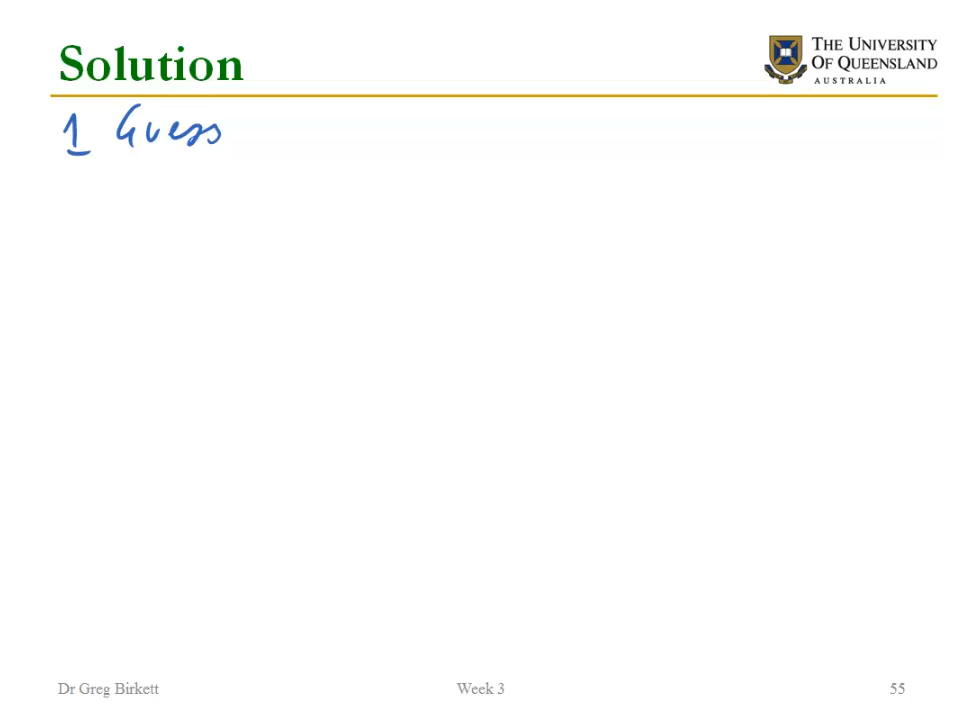 Solution
THE UNIVERSITY
OF QUEENSLAND
AUSTRALIA
1 Guess
Dr Greg Birkett
Week 3
55